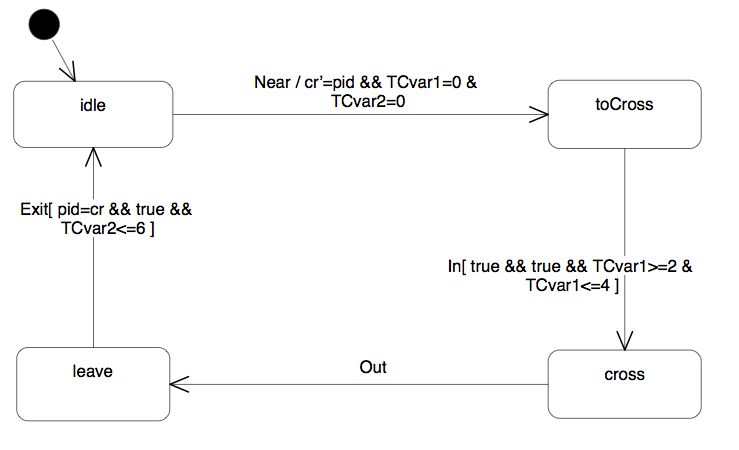 Near / cr’=pid && TCvar1=0 &
TCvar2=0
idle
toCross
Exit[ pid=cr && true &&
TCvar2<=6 ]
In[ true && true && TCvar1>=2 &
TCvar1<=4 ]
leave
Out
cross